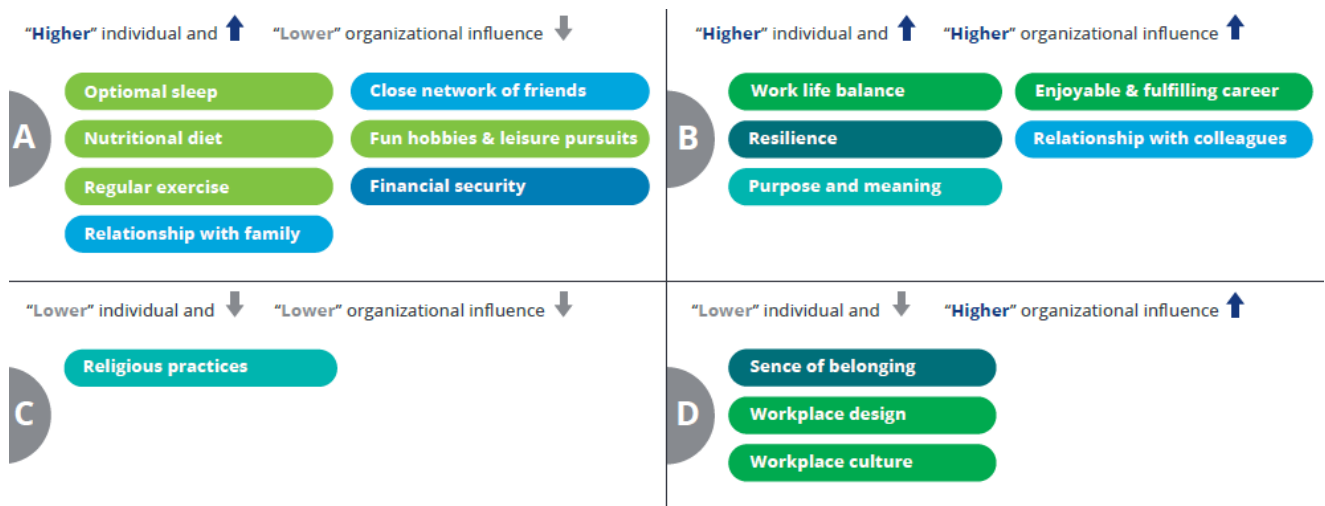 “Higher” individual and “Lower” organizational influence
A
Optiomal sleep
Nutritional diet
Regular exercise
Relationship with family
Close network of friends
Fun hobbies & leisure pursuits
Financial security
“Higher” individual and “Higher” organizational influence
B
Work life balance
Resilience
Purpose and meaning
Enjoyable & fulfilling career
Relationship with colleagues
“Lower” individual and “Lower” organizational influence
C
Religious practices
“Lower” individual and “Higher” organizational influence
D
Sence of belonging
Workplace design
Workplace culture